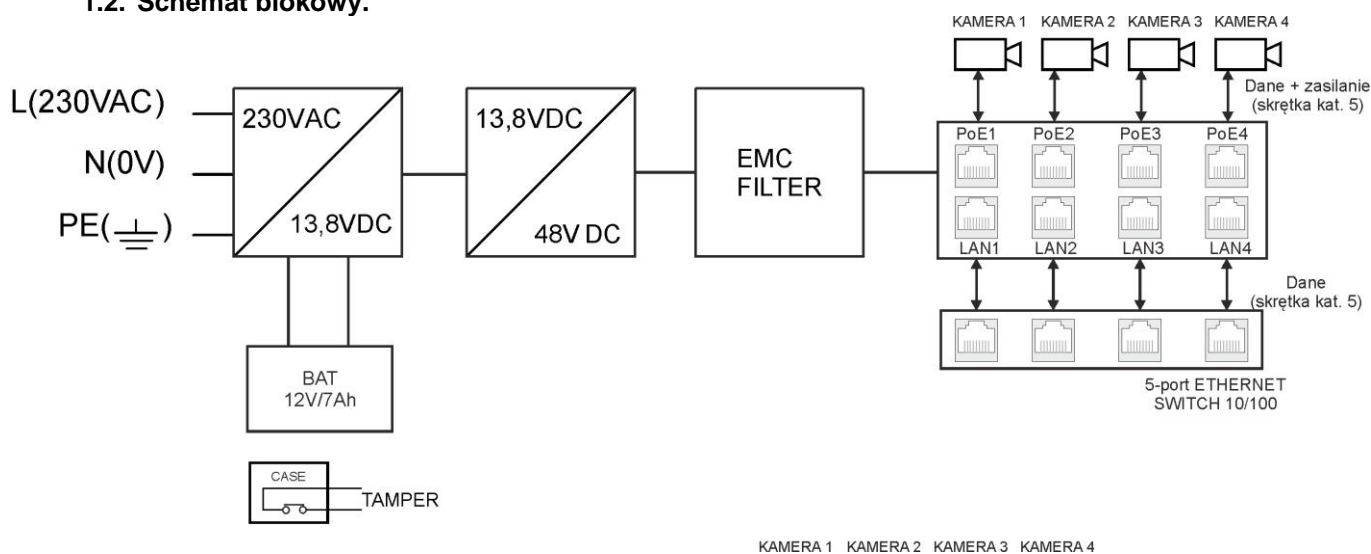 1.2. Schemat blokowy.
KAMERA 1 KAMERA 2 KAMERA 3 KAMERA 4
L(230VAC)
N(0V)
PE( )
230VAC
13,8VDC
13,8VDC
48V DC
EMC
FILTER
Dane + zasilanie
(skrętka kat. 5)
PoE1 PoE2 PoE3 PoE4
LAN1 LAN2 LAN3 LAN4
Dane
(skrętka kat. 5)
5-port ETHERNET
SWITCH 10/100
BAT
12V/7Ah
CASE
TAMPER
KAMERA 1 KAMERA 2 KAMERA 3 KAMERA 4